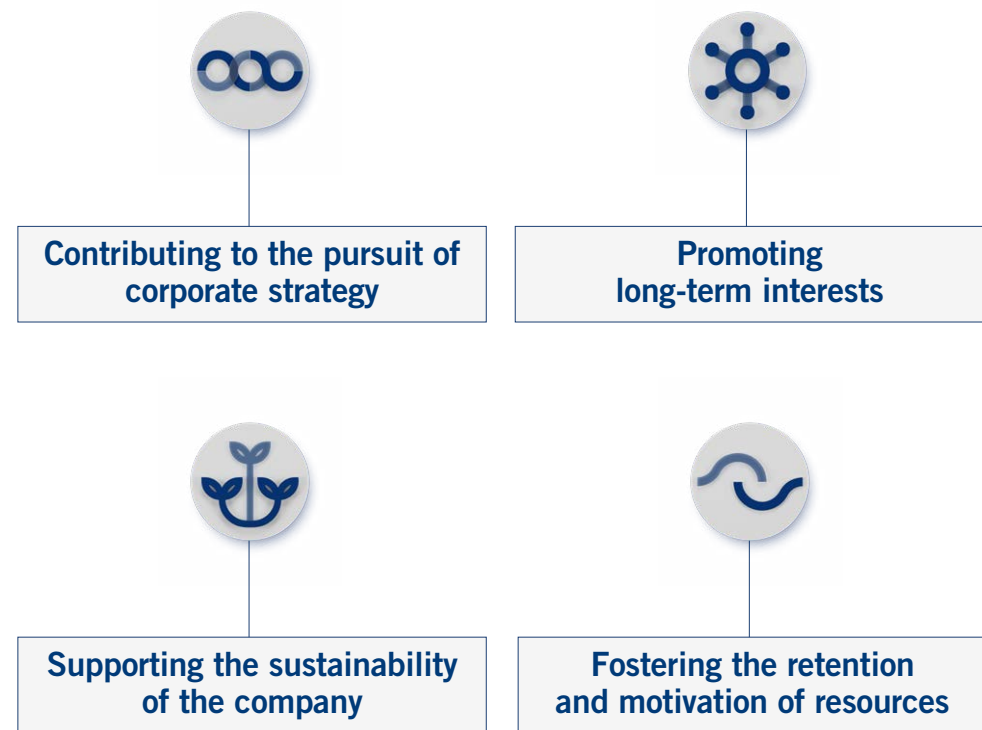 Contributing to the pursuit of
corporate strategy
Promoting
long-term interests
Supporting the sustainability
of the company
Fostering the retention
and motivation of resources